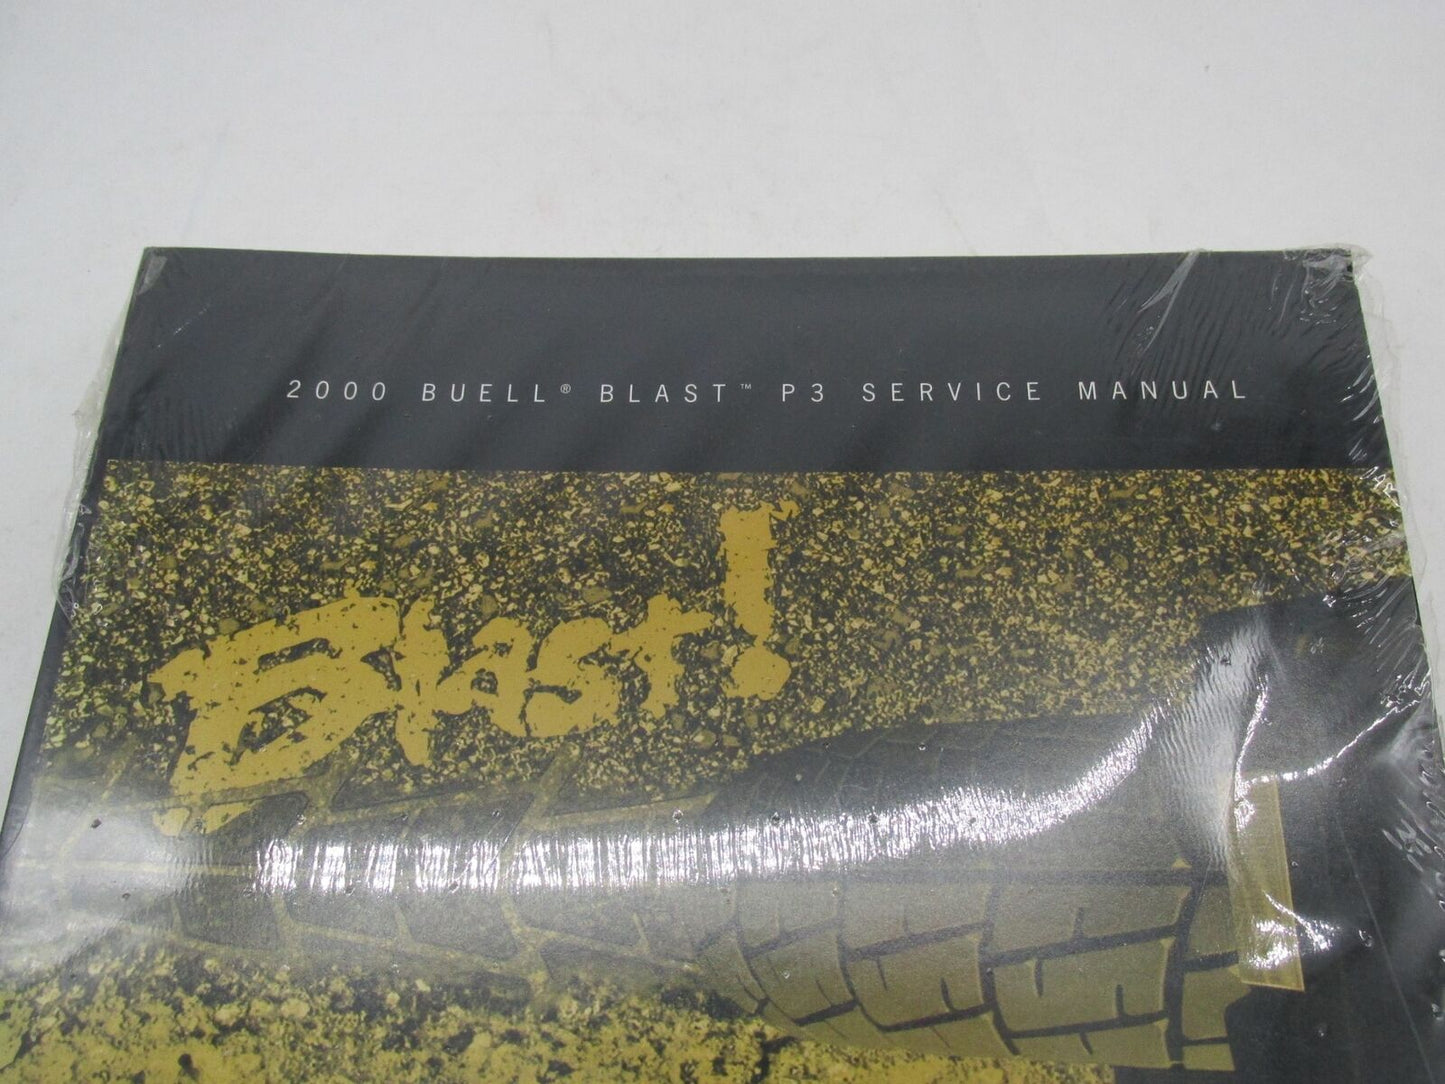 2000 BUELL® BLAST™ P3 SERVICE MANUAL
Blast!